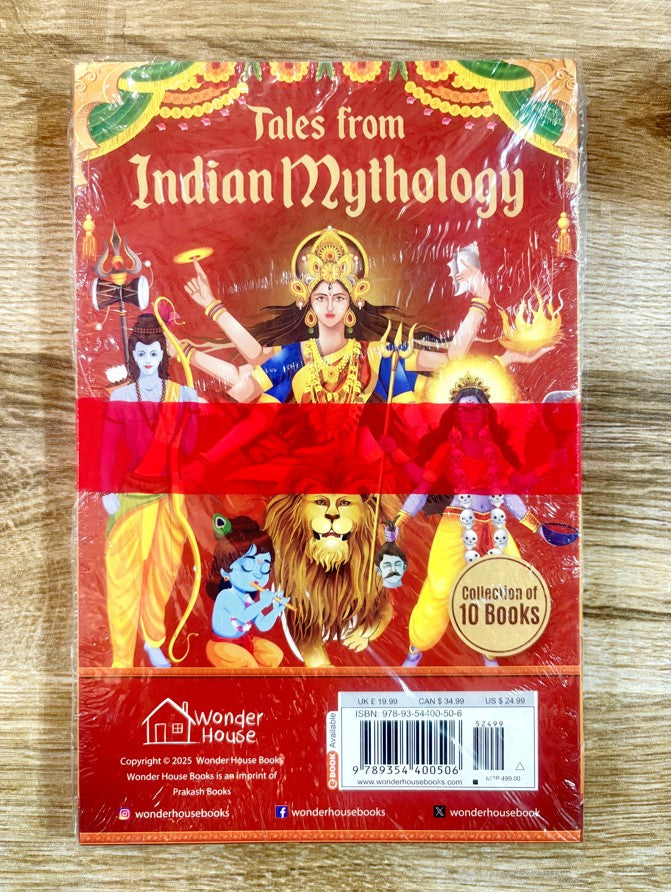 Tales from
Indian Mythology
Collection of
10 Books
Wonder
House
Copyright © 2025 Wonder House Books
Wonder House Books is an imprint of
Prakash Books
UK £ 19.99 CAN $ 34.99 US $ 24.99
ISBN: 978-93-54400-50-6
52499
eBOOK Available
9 789354 400506
www.wonderhousebooks.com
MRP 499.00
wonderhousebooks
wonderhousebooks
wonderhousebook